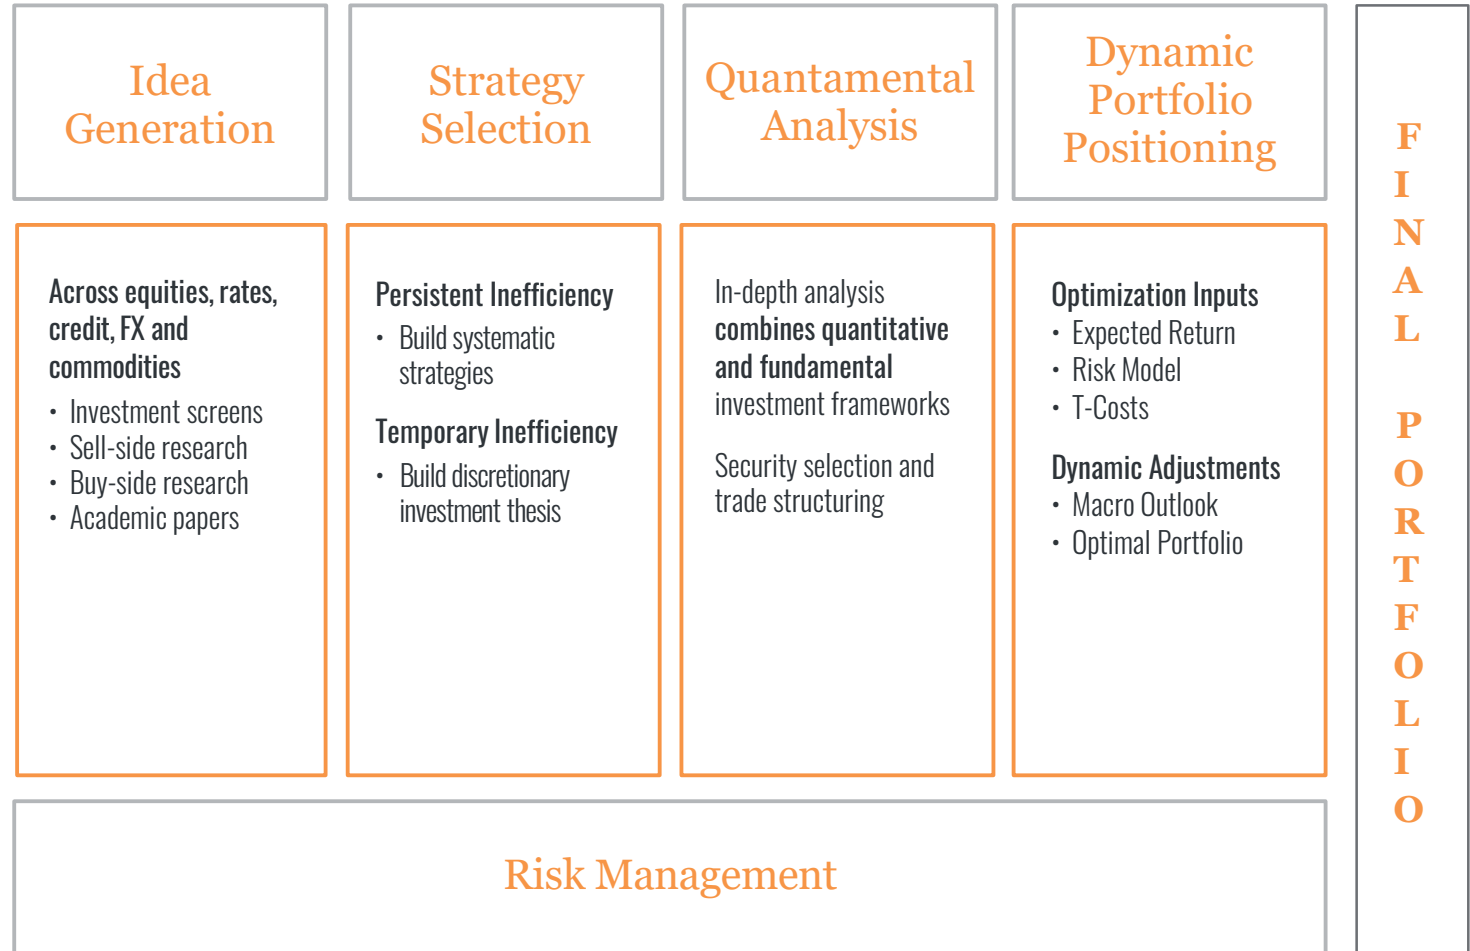 Idea
Generation
Strategy
Selection
Quantamental
Analysis
Dynamic
Portfolio
Positioning
Across equities, rates,
credit, FX and
commodities
• Investment screens
• Sell-side research
• Buy-side research
• Academic papers
Persistent Inefficiency
• Build systematic
strategies
Temporary Inefficiency
• Build discretionary
investment thesis
In-depth analysis
combines quantitative
and fundamental
investment frameworks
Security selection and
trade structuring
Optimization Inputs
• Expected Return
• Risk Model
• T-Costs
Dynamic Adjustments
• Macro Outlook
• Optimal Portfolio
Risk Management
F
I
N
A
L
P
O
R
T
F
O
L
I
O